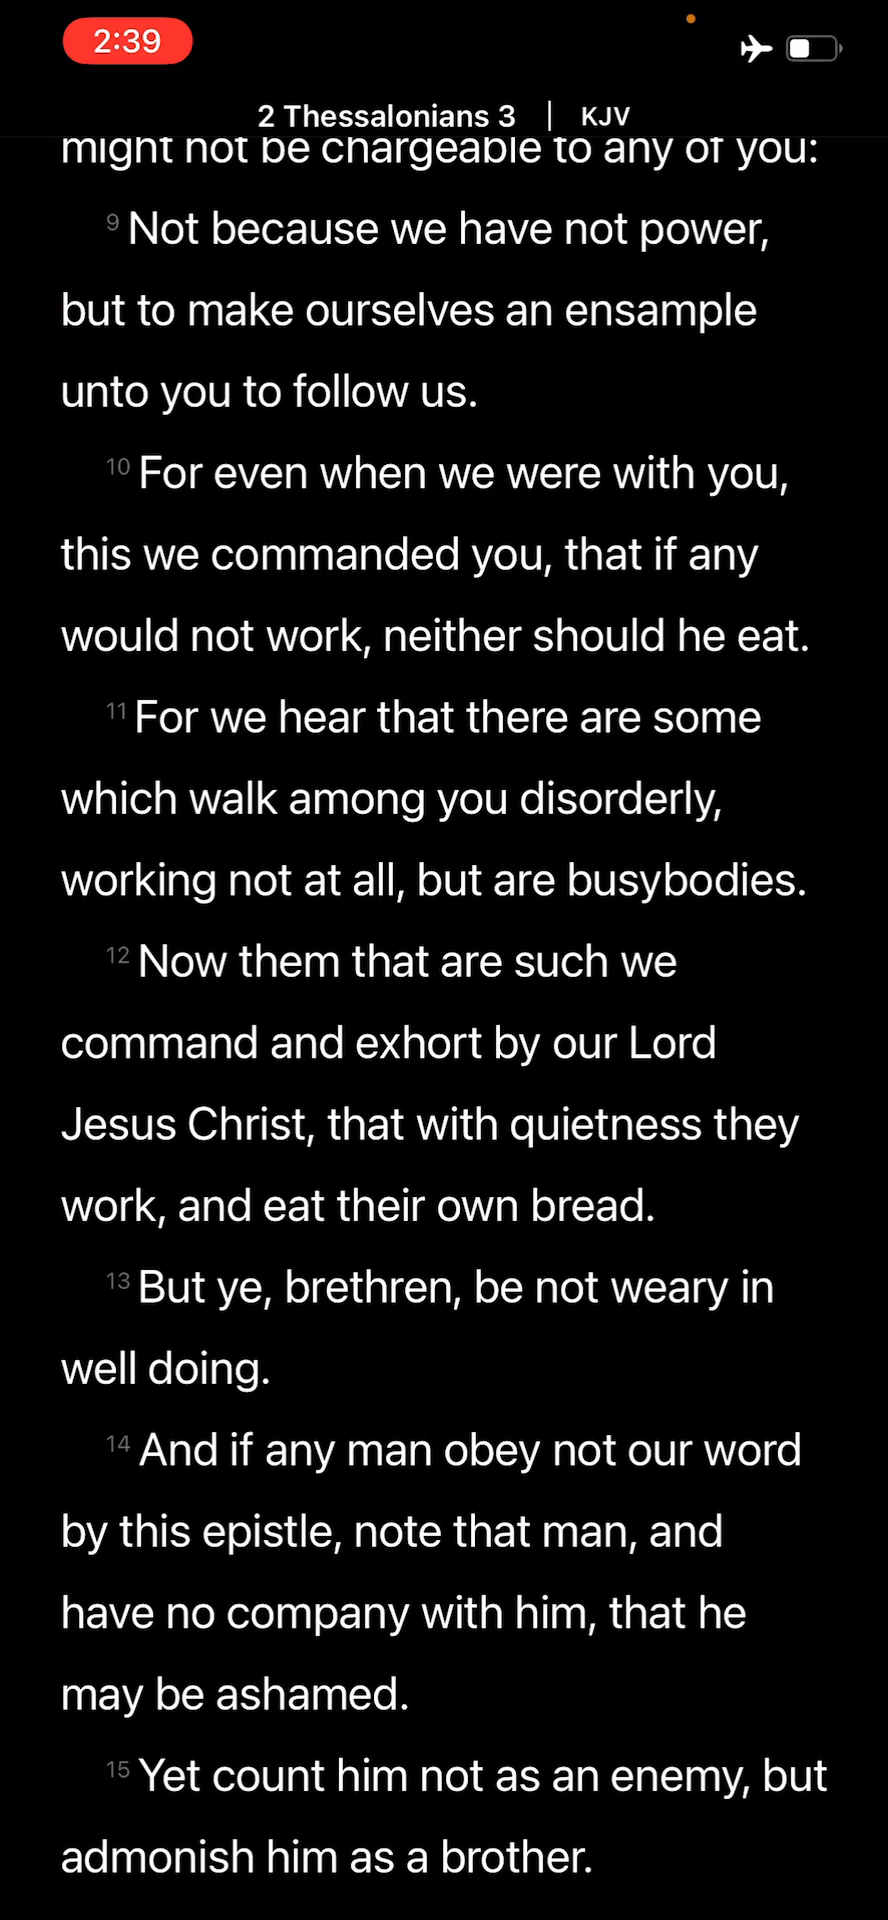 2:39
2 Thessalonians 3 | KJV
might not be chargeable to any of you:
9 Not because we have not power,
but to make ourselves an ensample
unto you to follow us.
10 For even when we were with you,
this we commanded you, that if any
would not work, neither should he eat.
11 For we hear that there are some
which walk among you disorderly,
working not at all, but are busybodies.
12 Now them that are such we
command and exhort by our Lord
Jesus Christ, that with quietness they
work, and eat their own bread.
13 But ye, brethren, be not weary in
well doing.
14 And if any man obey not our word
by this epistle, note that man, and
have no company with him, that he
may be ashamed.
15 Yet count him not as an enemy, but
admonish him as a brother.